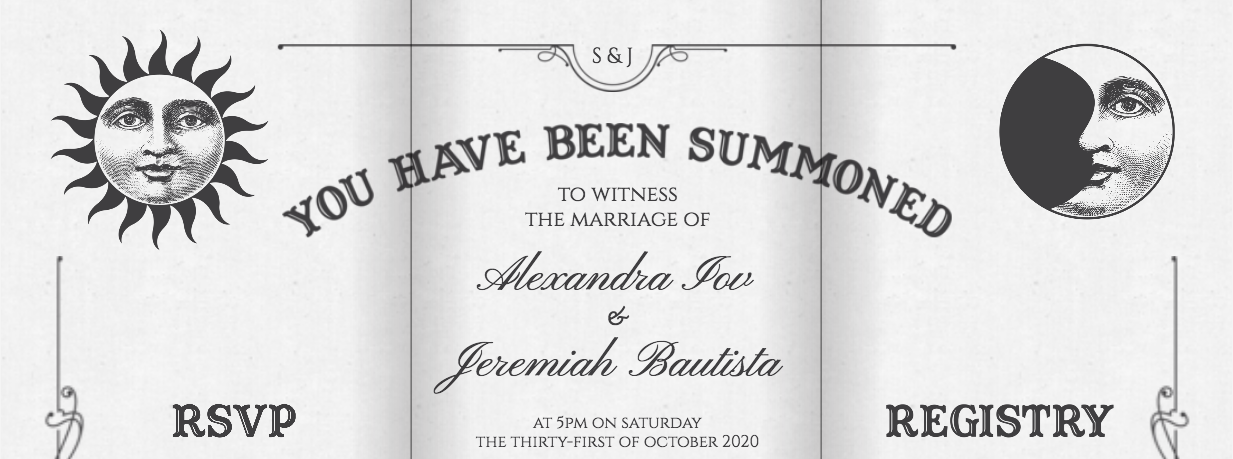 S & J
YOU HAVE BEEN SUMMONED
TO WITNESS
THE MARRIAGE OF
Alexandra Iov
&
Jeremiah Bautista
AT 5PM ON SATURDAY
THE THIRTY-FIRST OF OCTOBER 2020
RSVP
REGISTRY